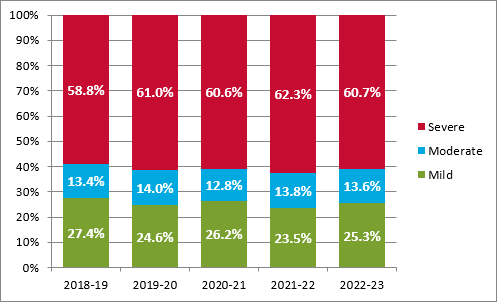 100%
90%
80%
70%
60%
50%
40%
30%
20%
10%
0%
58.8% 61.0% 60.6% 62.3% 60.7%
13.4% 14.0% 12.8% 13.8% 13.6%
27.4% 24.6% 26.2% 23.5% 25.3%
2018-19 2019-20 2020-21 2021-22 2022-23
Severe
Moderate
Mild